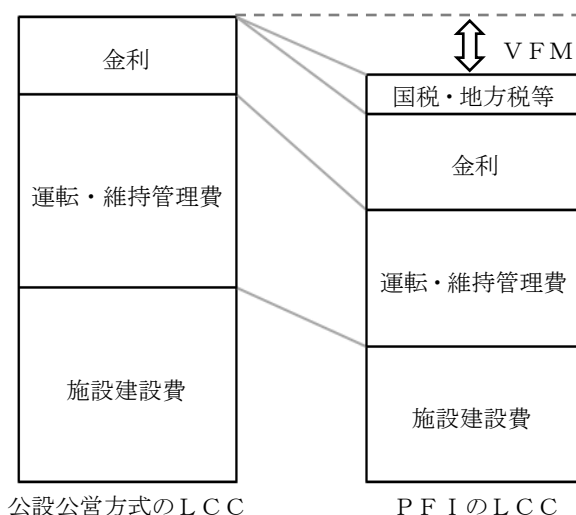 ＶＦＭ
金利
運転・維持管理費
施設建設費
公設公営方式のＬＣＣ
国税・地方税等
金利
運転・維持管理費
施設建設費
ＰＦＩのＬＣＣ